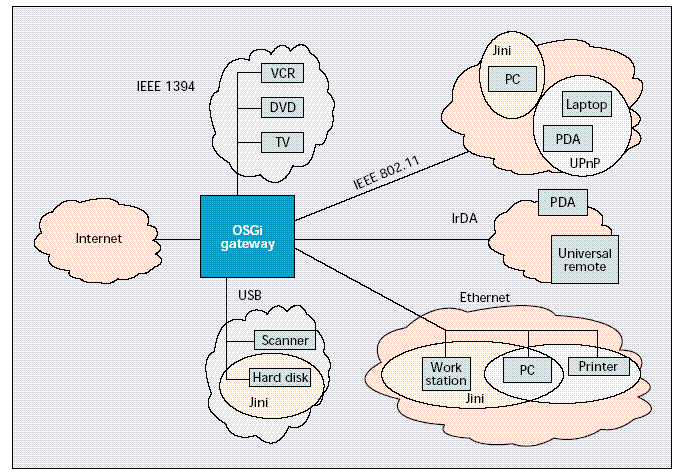 IEEE 1394
VCR
DVD
TV
Jini
PC
Laptop
PDA
UPnP
IEEE 802.11
Internet
OSGi
gateway
IrDA
PDA
Universal
remote
USB
Scanner
Hard disk
Jini
Ethernet
Work
station
PC
Printer
Jini